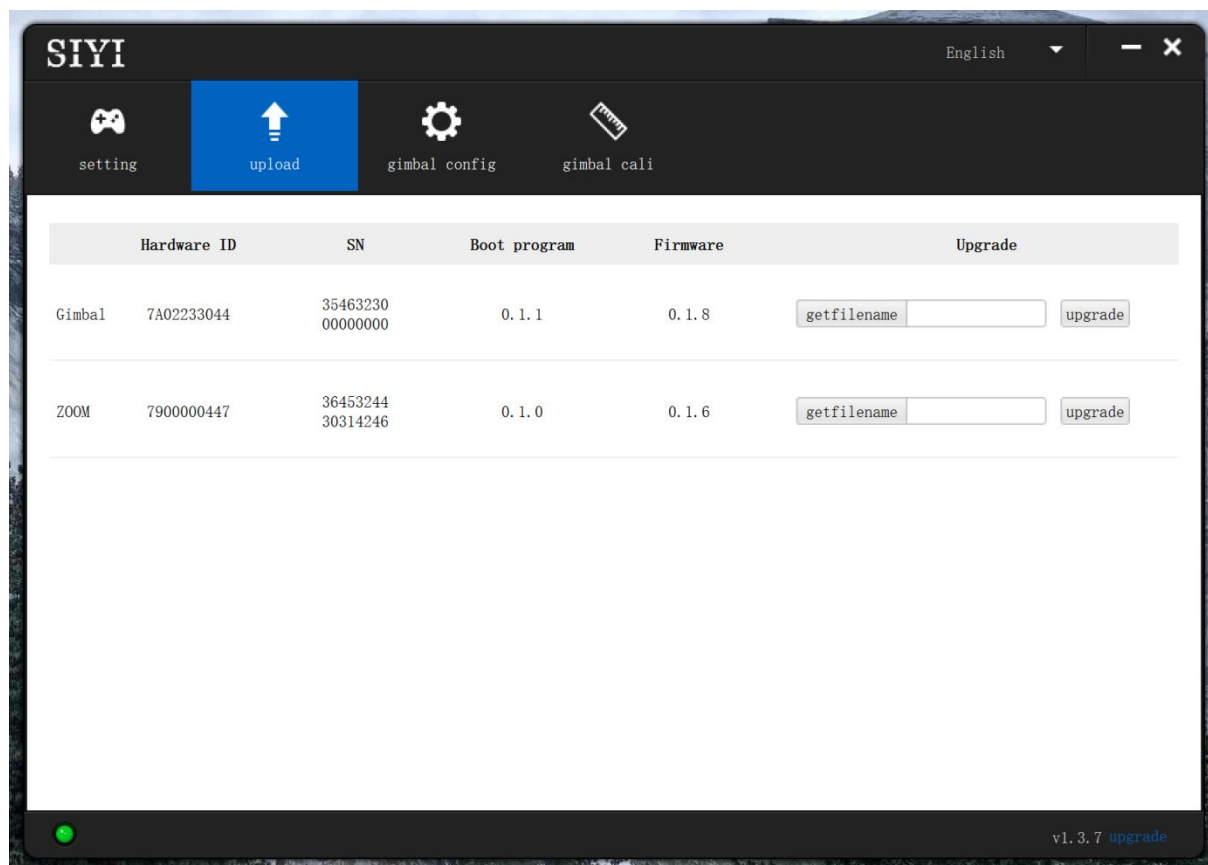 SIYI
English
setting
upload
gimbal config
gimbal cali
Hardware ID SN Boot program Firmware Upgrade
Gimbal 7A02233044 35463230 0.1.1 0.1.8 getfilename upgrade
00000000
ZOOM 7900000447 36453244 0.1.0 0.1.6 getfilename upgrade
30314246
v1.3.7 upgrade